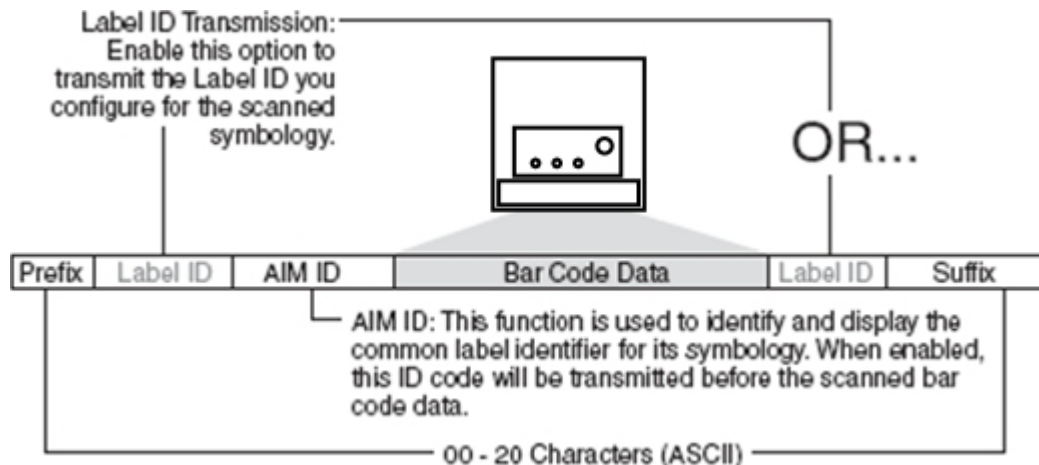 Label ID Transmission:
Enable this option to
transmit the Label ID you
configure for the scanned
symbology.
OR...
Prefix Label ID AIM ID Bar Code Data Label ID Suffix
AIM ID: This function is used to identify and display the
common label identifier for its symbology. When enabled,
this ID code will be transmitted before the scanned bar
code data.
00 - 20 Characters (ASCII)